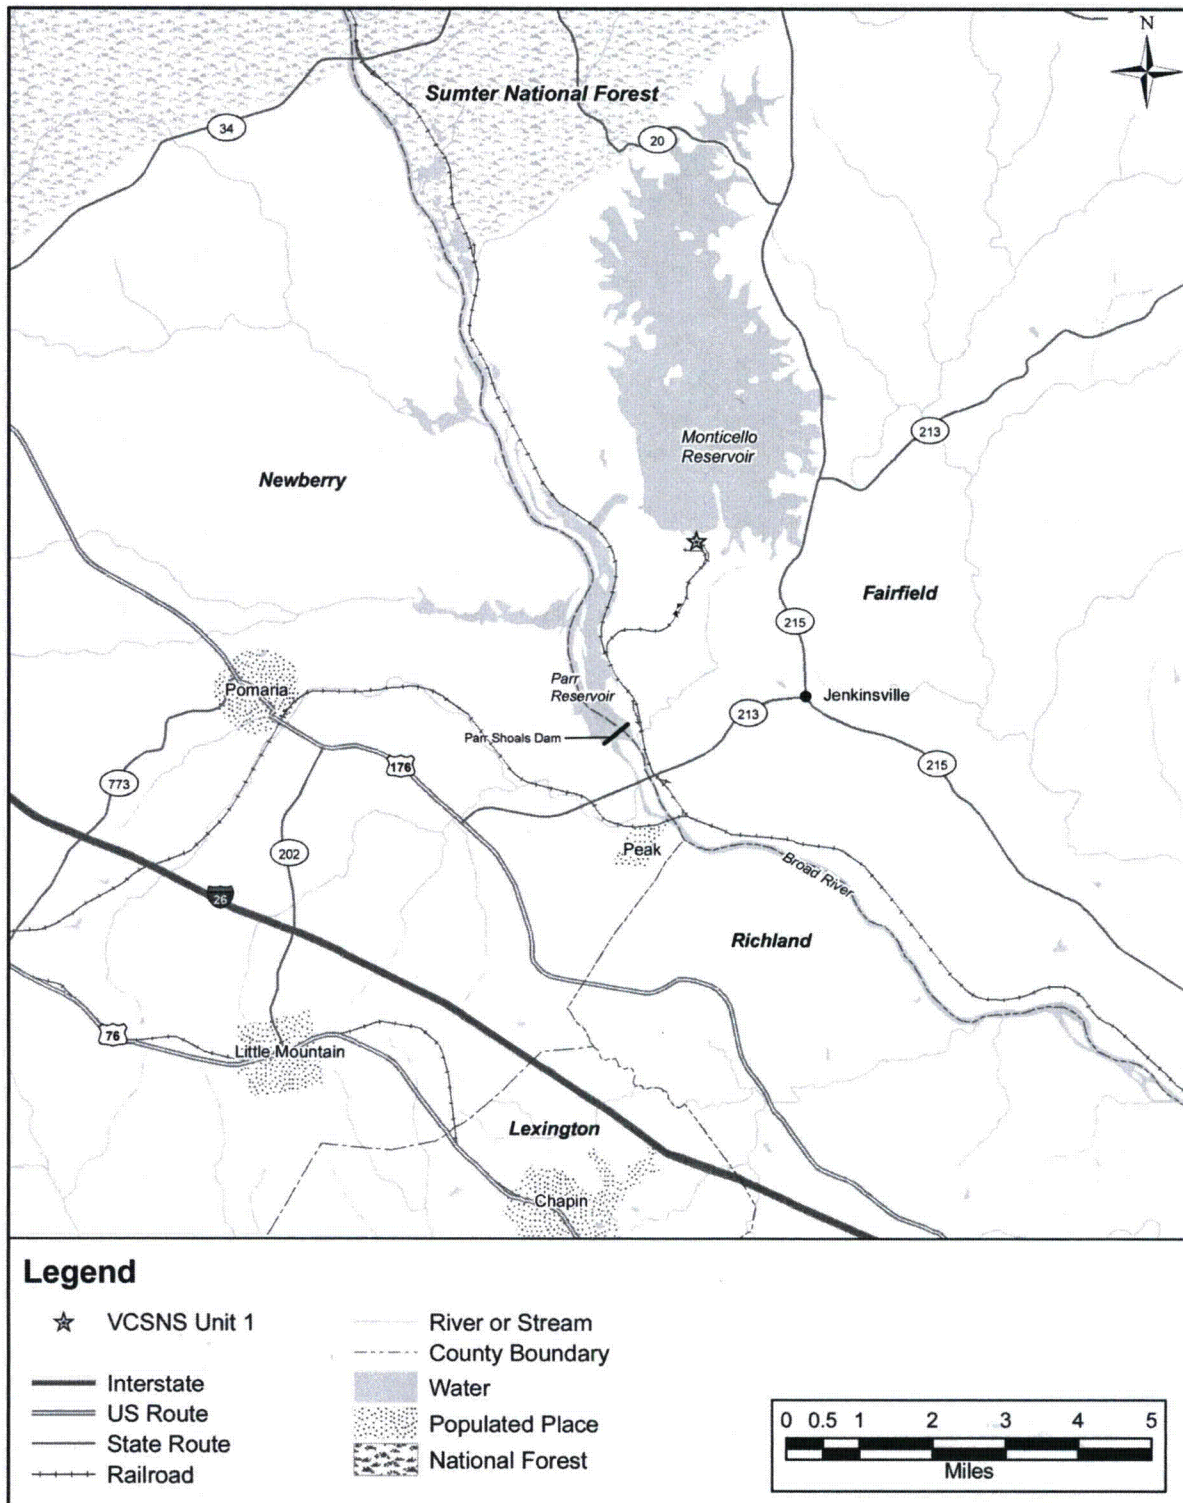 N
Sumter National Forest
34
20
213
Monticello
Reservoir
Newberry
Fairfield
215
Parr
Reservoir
Pomaria
Jenkinsville
213
Parr Shoals Dam
215
176
773
202
Peak
Broad River
26
Richland
76
Little Mountain
Lexington
Chapin
Legend
VCSNS Unit 1
River or Stream
County Boundary
Interstate
Water
US Route
Populated Place
State Route
National Forest
Railroad
0 0.5 1 2 3 4 5
Miles